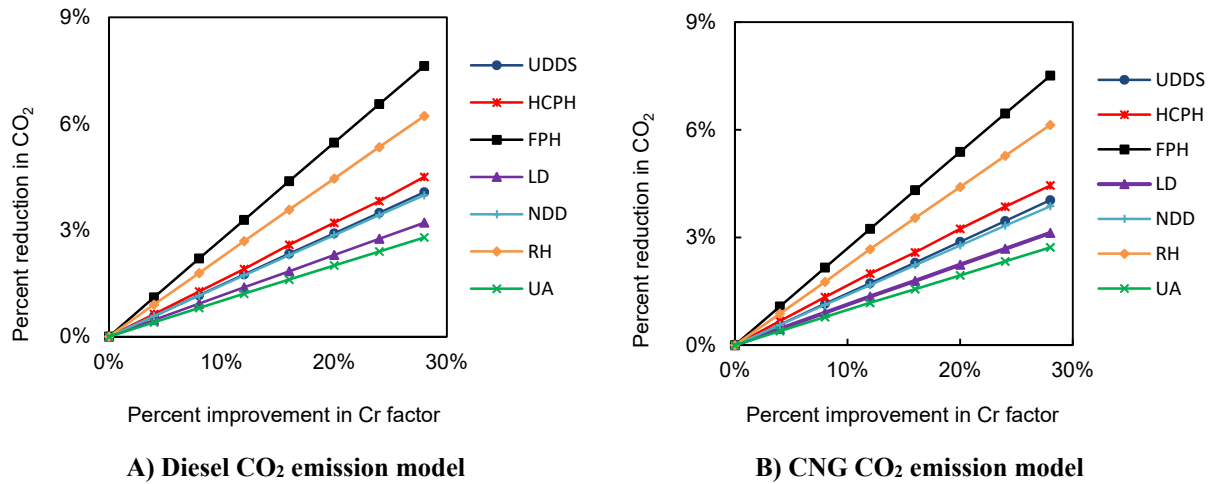 9%
6%
3%
0%
0%
10%
20%
30%
Percent reduction in CO₂
Percent improvement in Cr factor
UDDS
HCPH
FPH
LD
NDD
RH
UA
A) Diesel CO₂ emission model
9%
6%
3%
0%
0%
10%
20%
30%
Percent reduction in CO₂
Percent improvement in Cr factor
UDDS
HCPH
FPH
LD
NDD
RH
UA
B) CNG CO₂ emission model